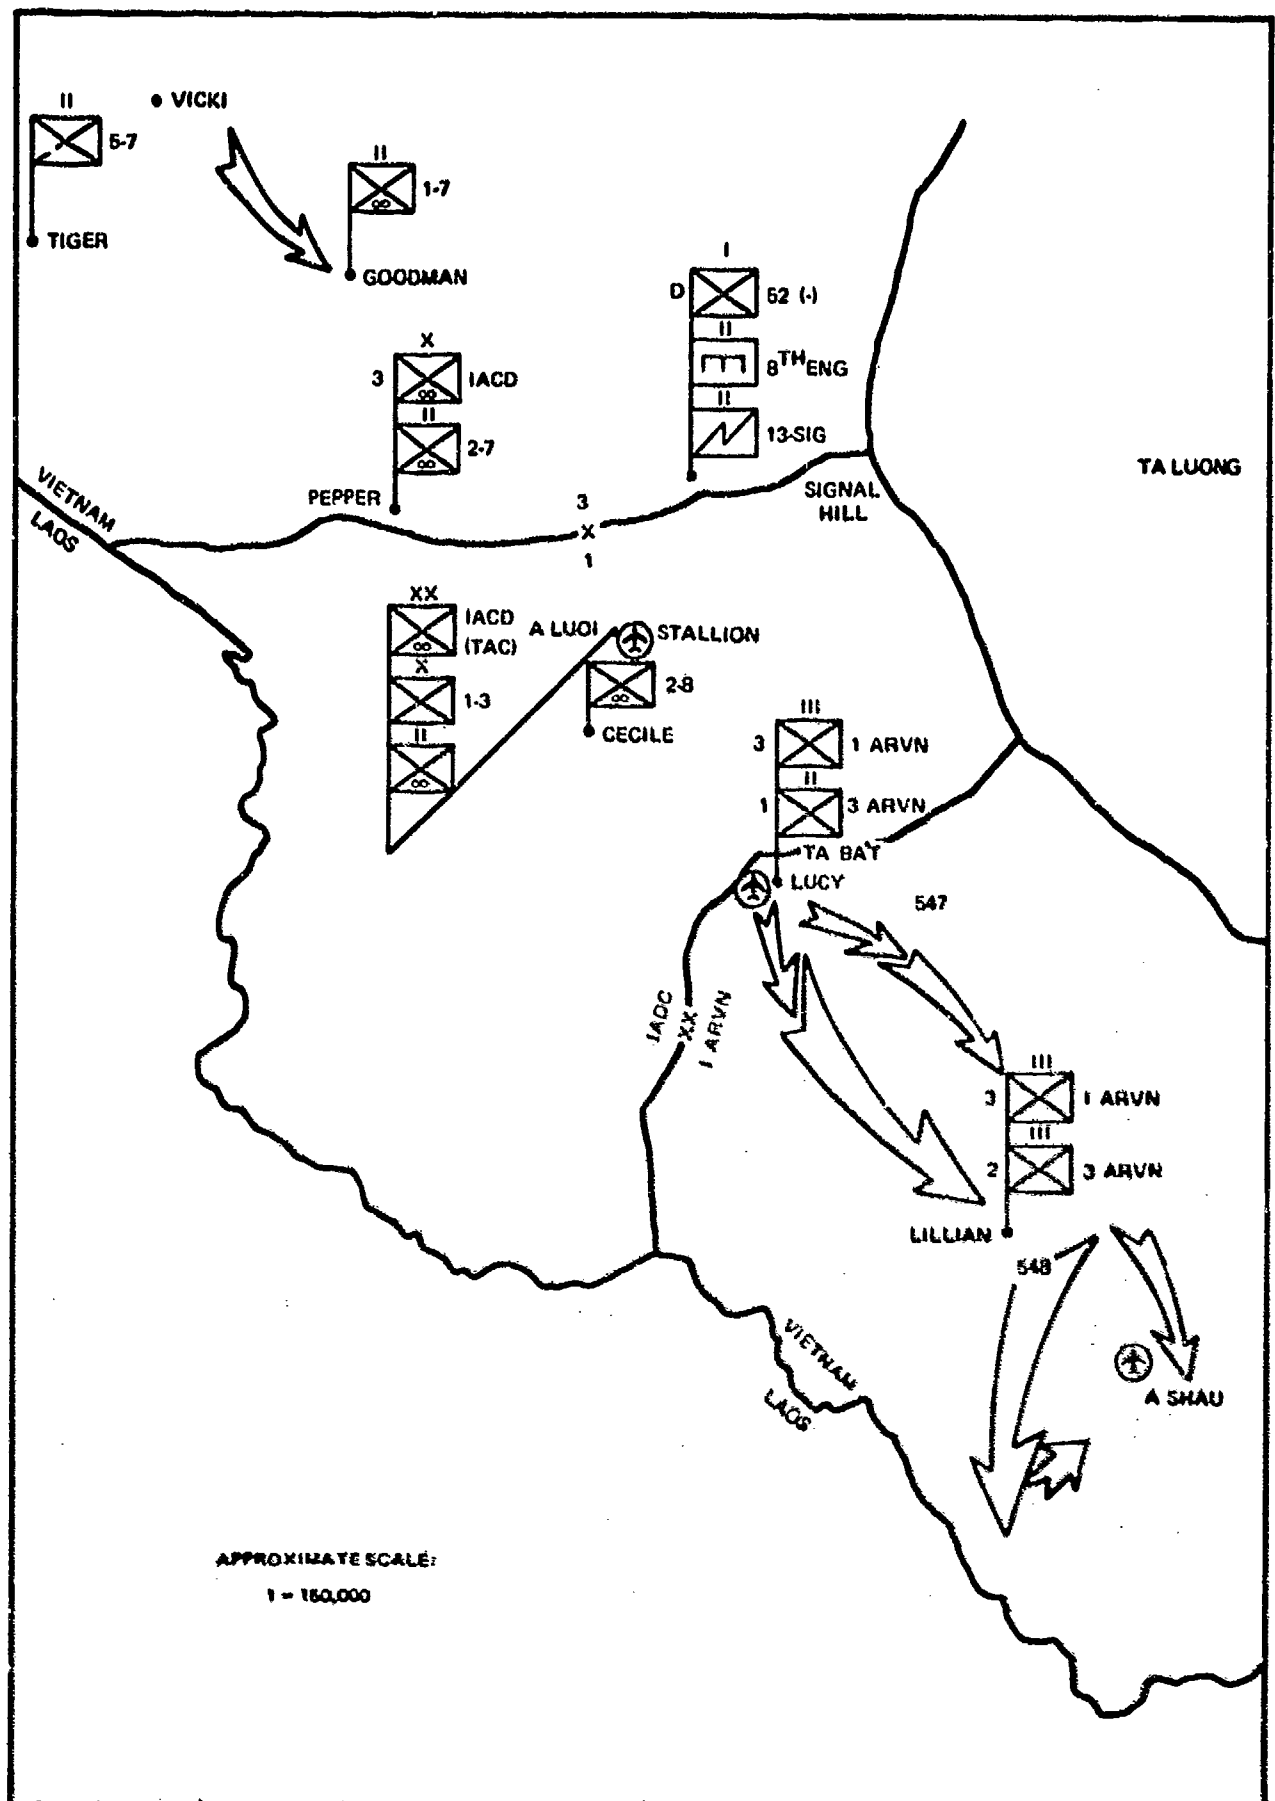 VICKI
II
5-7
TIGER
II
1-7
GOODMAN
I
D 52 (-)
II
8TH ENG
II
13-SIG
X
3 IACD
II
2-7
PEPPER
SIGNAL
HILL
TA LUONG
VIETNAM
LAOS
3
X
1
XX
IACD
(TAC)
X
1-3
II
A LUOI
STALLION
2-8
CECILE
III
3 1 ARVN
II
1 3 ARVN
TA BAT
LUCY
547
IADC
XX
1 ARVN
III
3 1 ARVN
III
2 3 ARVN
LILLIAN
548
A SHAU
VIETNAM
LAOS
APPROXIMATE SCALE:
1 = 150,000